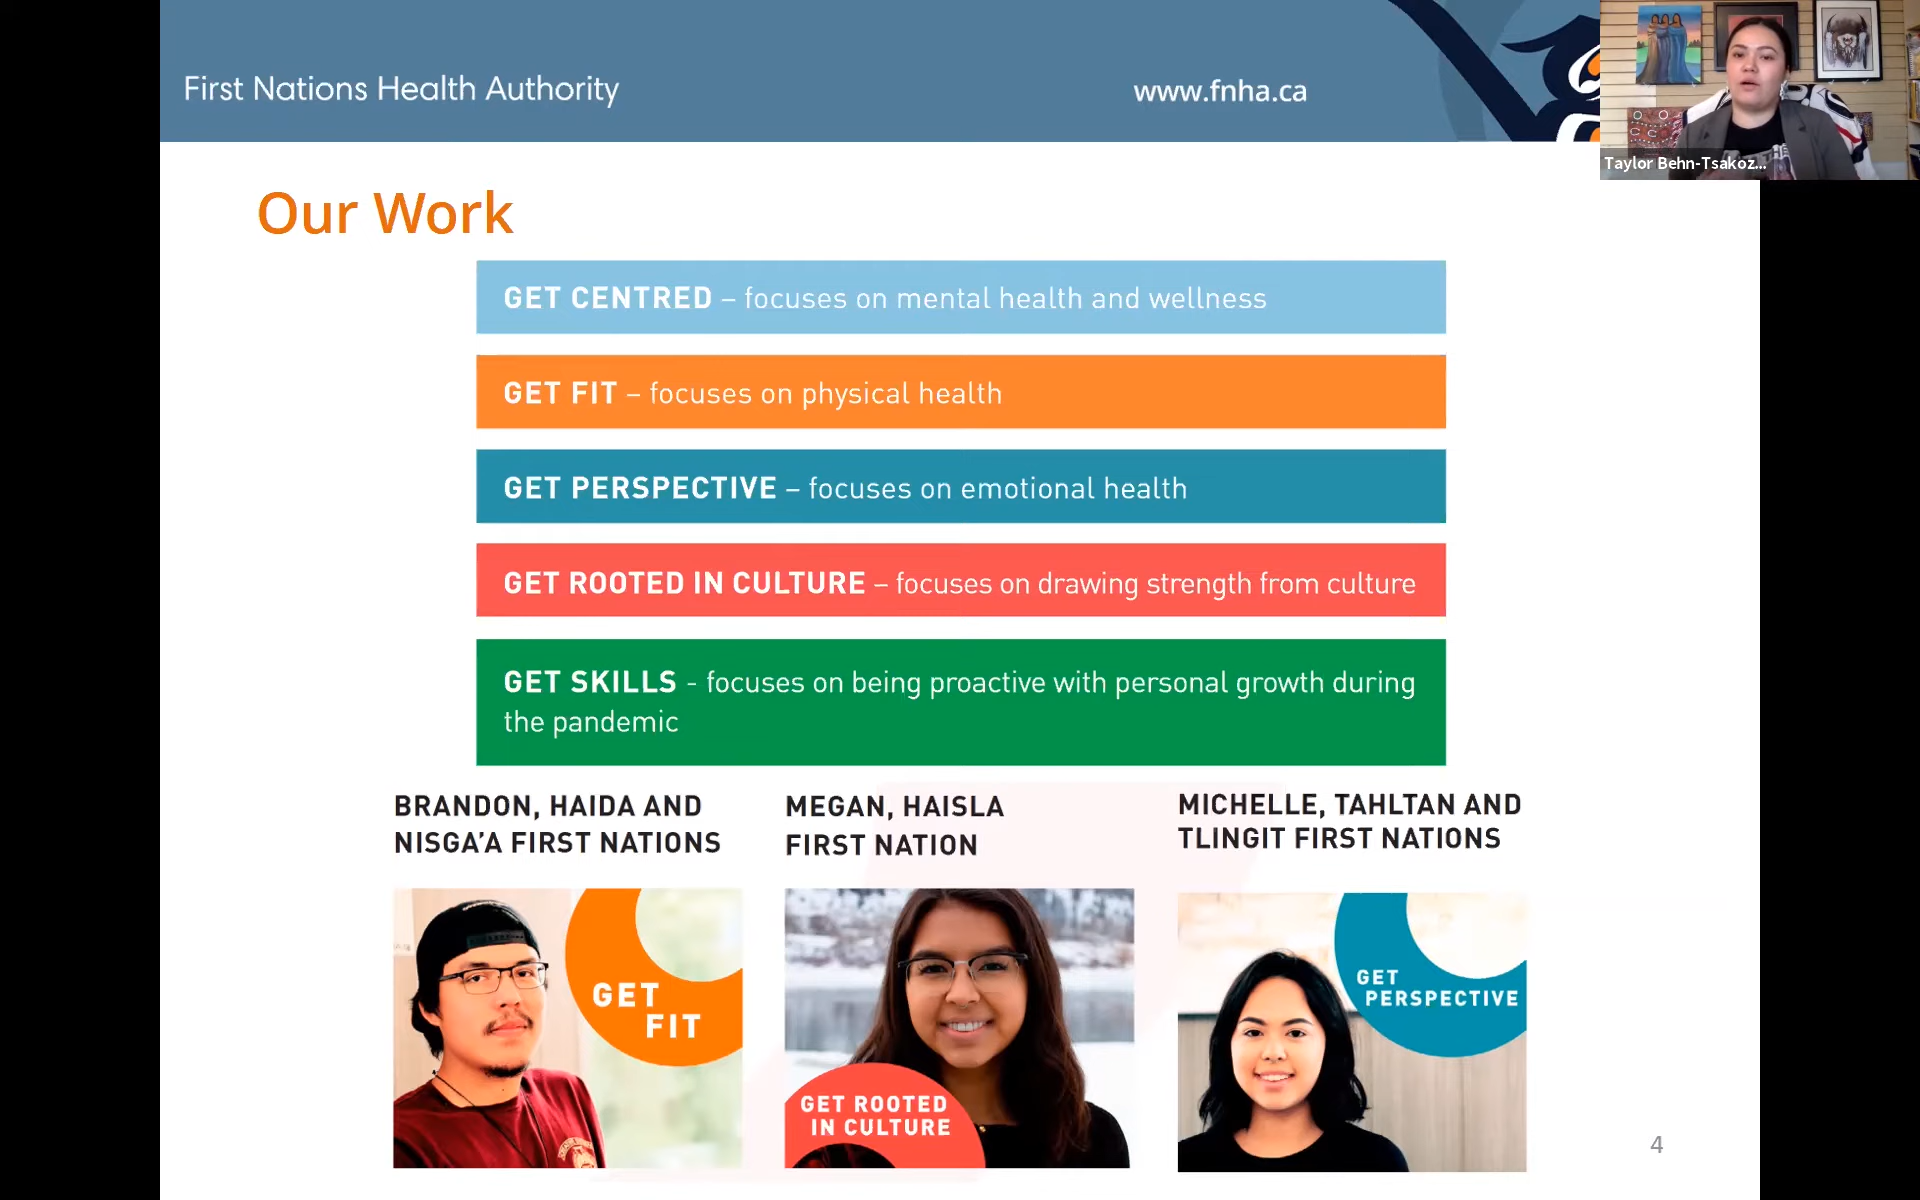 First Nations Health Authority
www.fnha.ca
Taylor Behn-Tsakoz...
Our Work
GET CENTRED – focuses on mental health and wellness
GET FIT – focuses on physical health
GET PERSPECTIVE – focuses on emotional health
GET ROOTED IN CULTURE – focuses on drawing strength from culture
GET SKILLS - focuses on being proactive with personal growth during
the pandemic
BRANDON, HAIDA AND
NISGA'A FIRST NATIONS
MEGAN, HAISLA
FIRST NATION
MICHELLE, TAHLTAN AND
TLINGIT FIRST NATIONS
GET
FIT
GET ROOTED
IN CULTURE
GET
PERSPECTIVE
4